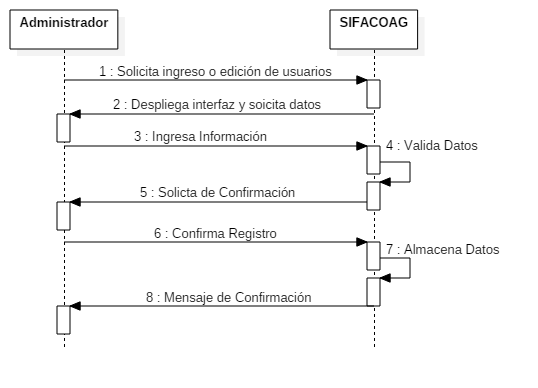 Administrador
SIFACOAG
1 : Solicita ingreso o edición de usuarios
2 : Despliega interfaz y soicita datos
3 : Ingresa Información
4 : Valida Datos
5 : Solicta de Confirmación
6 : Confirma Registro
7 : Almacena Datos
8 : Mensaje de Confirmación